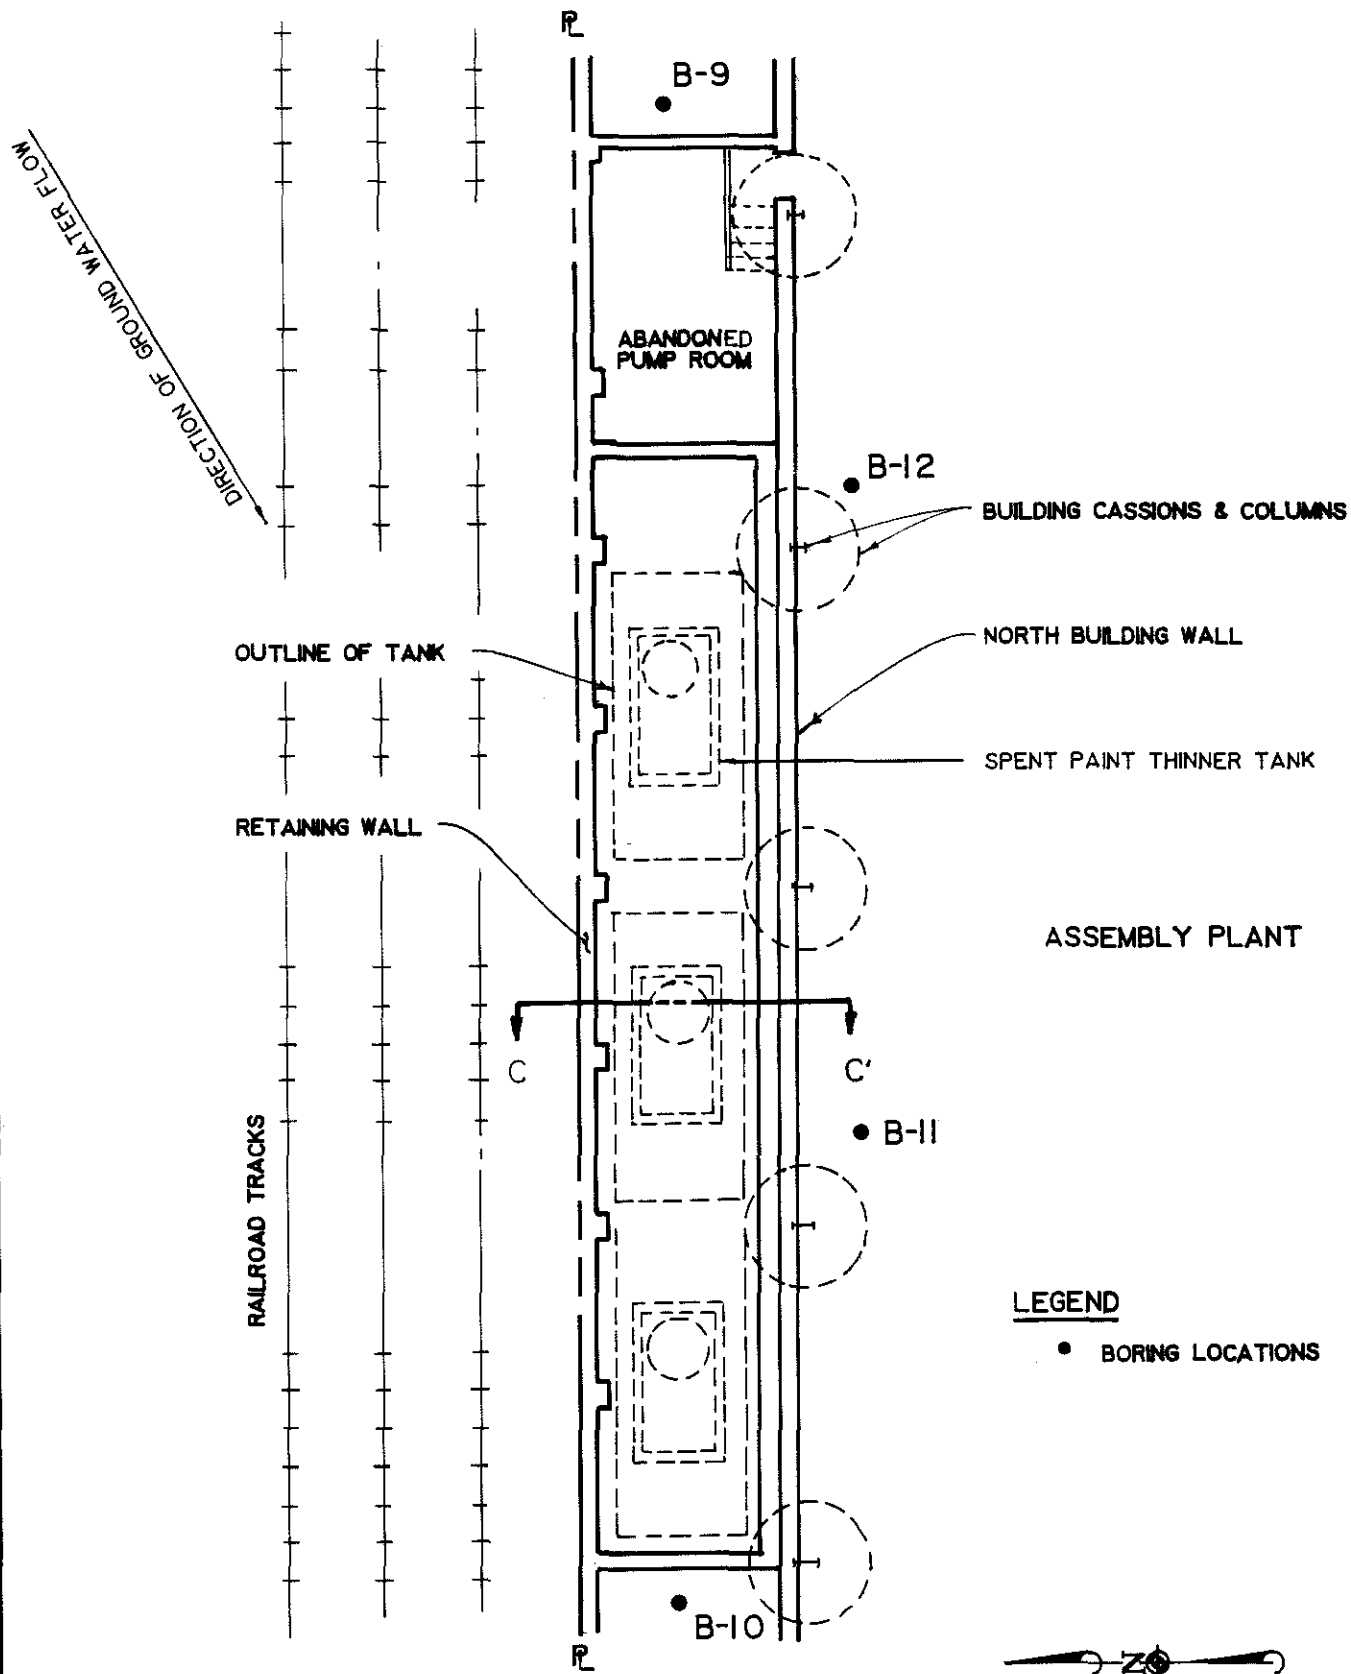 PL
B-9
DIRECTION OF GROUND WATER FLOW
ABANDONED
PUMP ROOM
B-12
BUILDING CASSIONS & COLUMNS
OUTLINE OF TANK
NORTH BUILDING WALL
SPENT PAINT THINNER TANK
RETAINING WALL
ASSEMBLY PLANT
C
C'
B-11
RAILROAD TRACKS
LEGEND
BORING LOCATIONS
B-10
PL
N